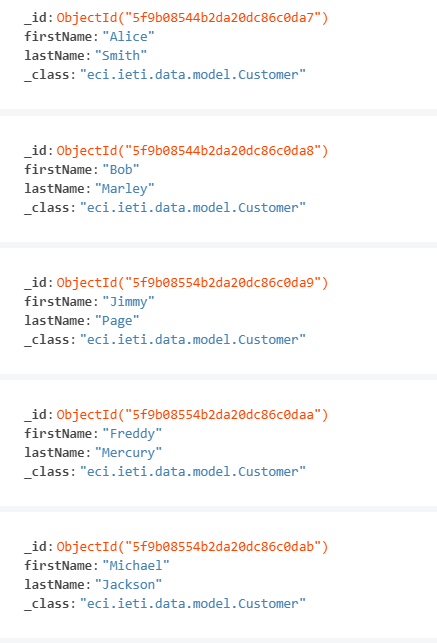 _id: ObjectId("5f9b08544b2da20dc86c0da7")
firstName: "Alice"
lastName: "Smith"
_class: "eci.ieti.data.model.Customer"
_id: ObjectId("5f9b08544b2da20dc86c0da8")
firstName: "Bob"
lastName: "Marley"
_class: "eci.ieti.data.model.Customer"
_id: ObjectId("5f9b08554b2da20dc86c0da9")
firstName: "Jimmy"
lastName: "Page"
_class: "eci.ieti.data.model.Customer"
_id: ObjectId("5f9b08554b2da20dc86c0daa")
firstName: "Freddy"
lastName: "Mercury"
_class: "eci.ieti.data.model.Customer"
_id: ObjectId("5f9b08554b2da20dc86c0dab")
firstName: "Michael"
lastName: "Jackson"
_class: "eci.ieti.data.model.Customer"